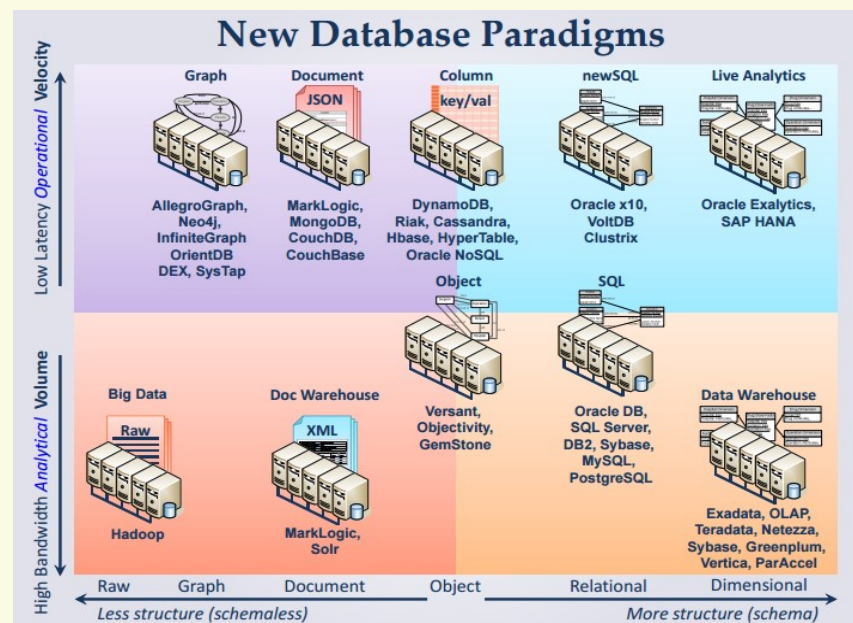 New Database Paradigms
Low Latency Operational Velocity
High Bandwidth Analytical Volume
Graph
AllegroGraph,
Neo4j,
InfiniteGraph
OrientDB
DEX, SysTap
Document
JSON
MarkLogic,
MongoDB,
CouchDB,
CouchBase
Column
key/val
DynamoDB,
Riak, Cassandra,
Hbase, HyperTable,
Oracle NoSQL
newSQL
Oracle x10,
VoltDB
Clustrix
Live Analytics
Oracle Exalytics,
SAP HANA
Object
Versant,
Objectivity,
GemStone
SQL
Oracle DB,
SQL Server,
DB2, Sybase,
MySQL,
PostgreSQL
Big Data
Raw
Hadoop
Doc Warehouse
XML
MarkLogic,
Solr
Data Warehouse
Exadata, OLAP,
Teradata, Netezza,
Sybase, Greenplum,
Vertica, ParAccel
Raw Graph Document Object Relational Dimensional
Less structure (schemaless) More structure (schema)